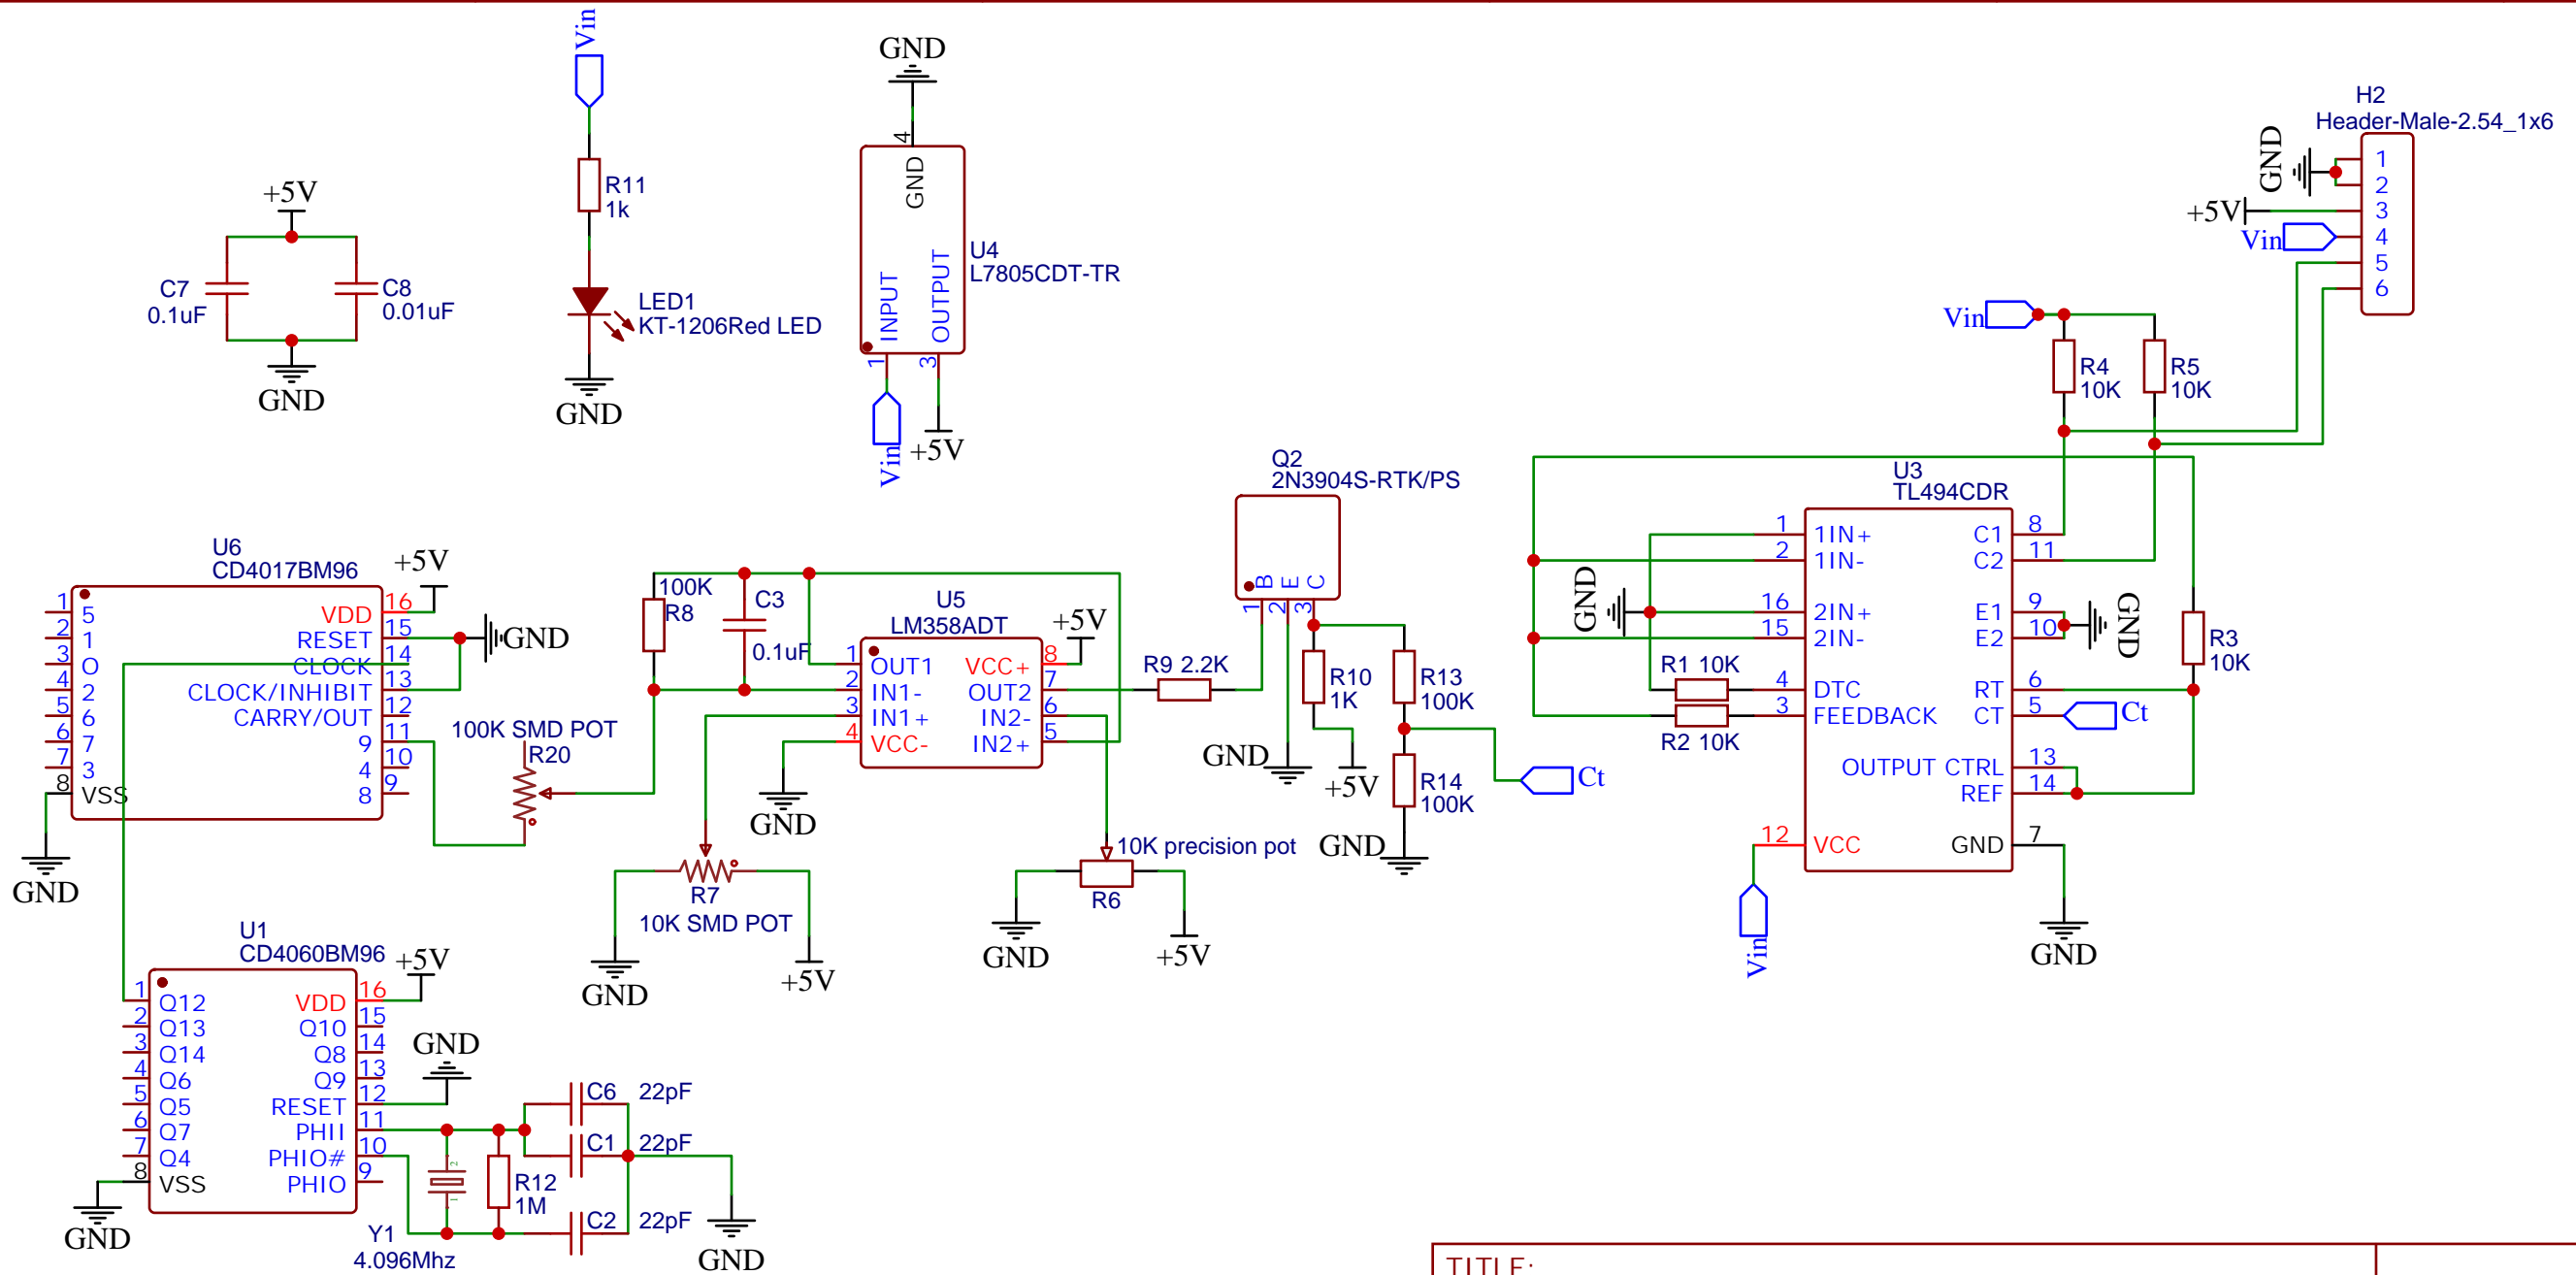 Vin
R11
1k
LED1
KT-1206Red LED
GND
+5V
C7
0.1uF
C8
0.01uF
GND
GND
4
GND
INPUT
OUTPUT
1
3
U4
L7805CDT-TR
Vin
+5V
H2
Header-Male-2.54_1x6
GND
+5V
Vin
1
2
3
4
5
6
Vin
R4
10K
R5
10K
U6
CD4017BM96
+5V
1 5
2 1
3 O
4 2
5 6
6 7
7 3
8 VSS
VDD 16
RESET 15
CLOCK 14
CLOCK/INHIBIT 13
CARRY/OUT 12
9 11
4 10
8 9
GND
GND
100K SMD POT
R20
100K
R8
C3
0.1uF
U5
LM358ADT
+5V
1 OUT1
2 IN1-
3 IN1+
4 VCC-
VCC+ 8
OUT2 7
IN2- 6
IN2+ 5
GND
R7
10K SMD POT
GND
+5V
10K precision pot
R6
GND
+5V
R9 2.2K
Q2
2N3904S-RTK/PS
B
E
C
1
2
3
GND
R10
1K
+5V
R13
100K
R14
100K
GND
Ct
U3
TL494CDR
1 1IN+
2 1IN-
16 2IN+
15 2IN-
4 DTC
3 FEEDBACK
12 VCC
C1 8
C2 11
E1 9
E2 10
RT 6
CT 5
OUTPUT CTRL 13
REF 14
GND 7
GND
R1 10K
R2 10K
GND
R3
10K
Ct
Vin
GND
U1
CD4060BM96
+5V
1 Q12
2 Q13
3 Q14
4 Q6
5 Q5
6 Q7
7 Q4
8 VSS
VDD 16
Q10 15
Q8 14
Q9 13
RESET 12
PHII 11
PHIO# 10
PHIO 9
GND
GND
2
1
Y1
4.096Mhz
R12
1M
C6 22pF
C1 22pF
C2 22pF
GND
TITLE: